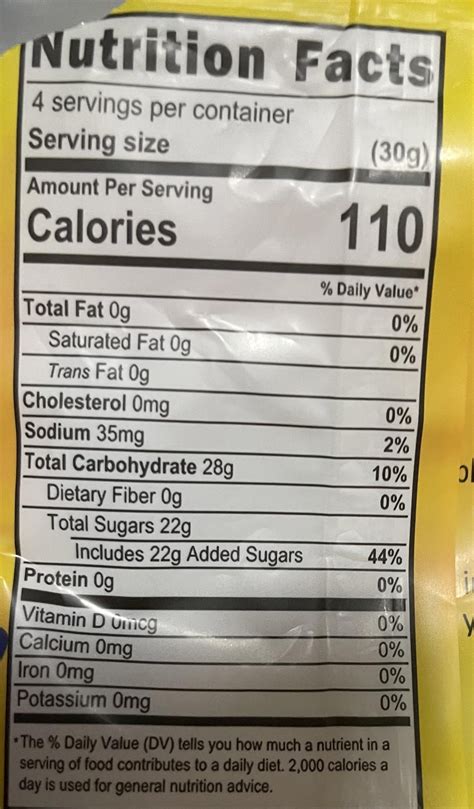 Nutrition Facts
4 servings per container
Serving size (30g)
Amount Per Serving
Calories 110
% Daily Value*
Total Fat 0g 0%
Saturated Fat 0g 0%
Trans Fat 0g
Cholesterol 0mg 0%
Sodium 35mg 2%
Total Carbohydrate 28g 10%
Dietary Fiber 0g 0%
Total Sugars 22g
Includes 22g Added Sugars 44%
Protein 0g 0%
Vitamin D 0mcg 0%
Calcium 0mg 0%
Iron 0mg 0%
Potassium 0mg 0%
*The % Daily Value (DV) tells you how much a nutrient in a
serving of food contributes to a daily diet. 2,000 calories a
day is used for general nutrition advice.